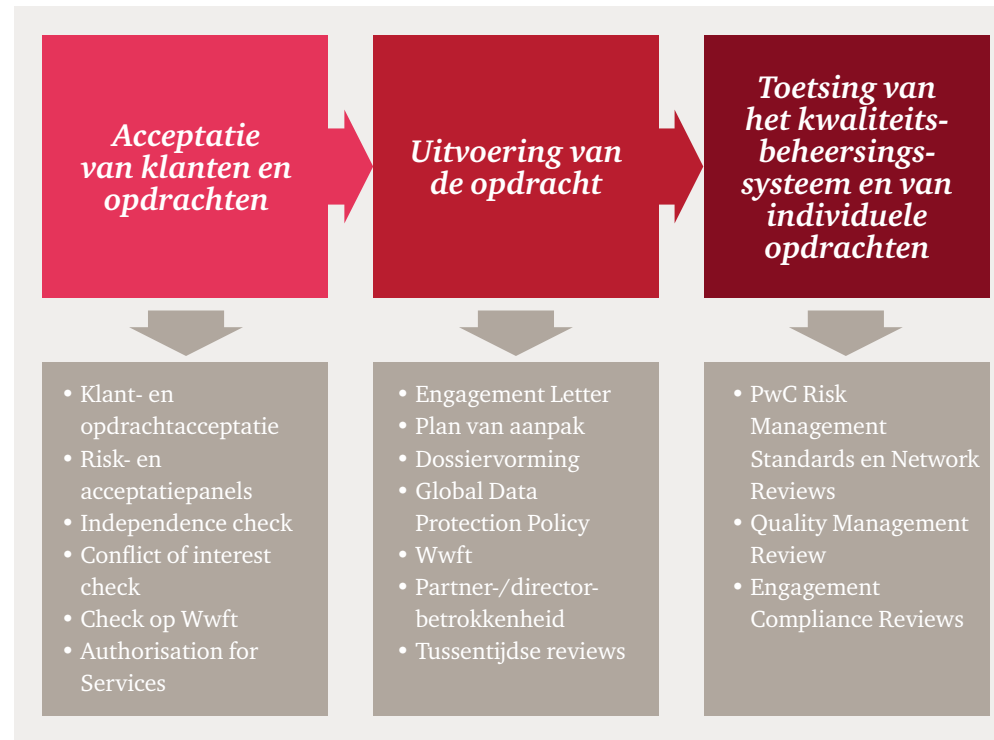 Acceptatie
van klanten en
opdrachten
Uitvoering van
de opdracht
Toetsing van
het kwaliteits-
beheersings-
systeem en van
individuele
opdrachten
• Klant- en
opdrachtacceptatie
• Risk- en
acceptatiepanels
• Independence check
• Conflict of interest
check
• Check op Wwft
• Authorisation for
Services
• Engagement Letter
• Plan van aanpak
• Dossiervorming
• Global Data
Protection Policy
• Wwft
• Partner-/director-
betrokkenheid
• Tussentijdse reviews
• PwC Risk
Management
Standards en Network
Reviews
• Quality Management
Review
• Engagement
Compliance Reviews